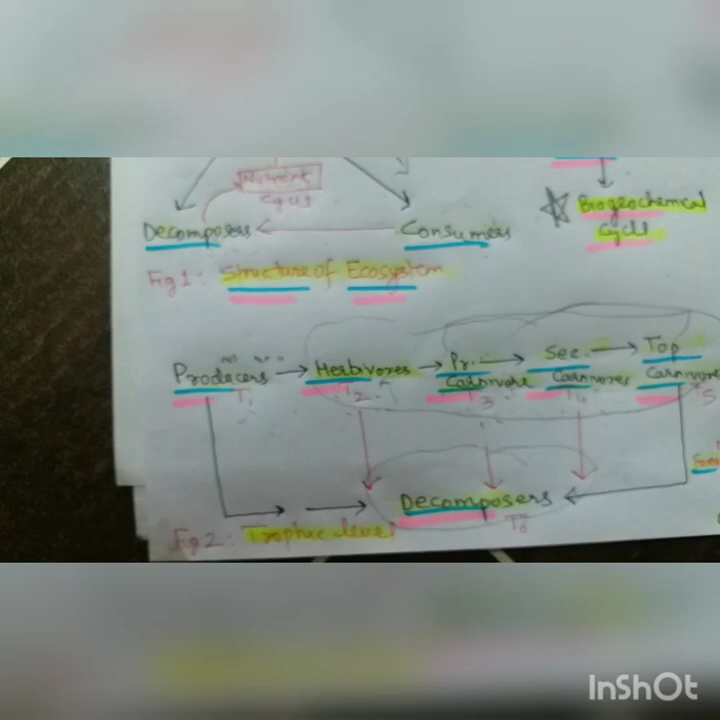 Nutrient
Cycle
Decomposers
Consumers
Biogeochemical
Cycle
Fig 1: Structure of Ecosystem
Producers → Herbivores → Pr. → Sec. → Top
Carnivore Carnivores Carnivore
T1 T2 T3 T4 T5
Decomposers
T6
Fig 2: Trophic level
InShOt